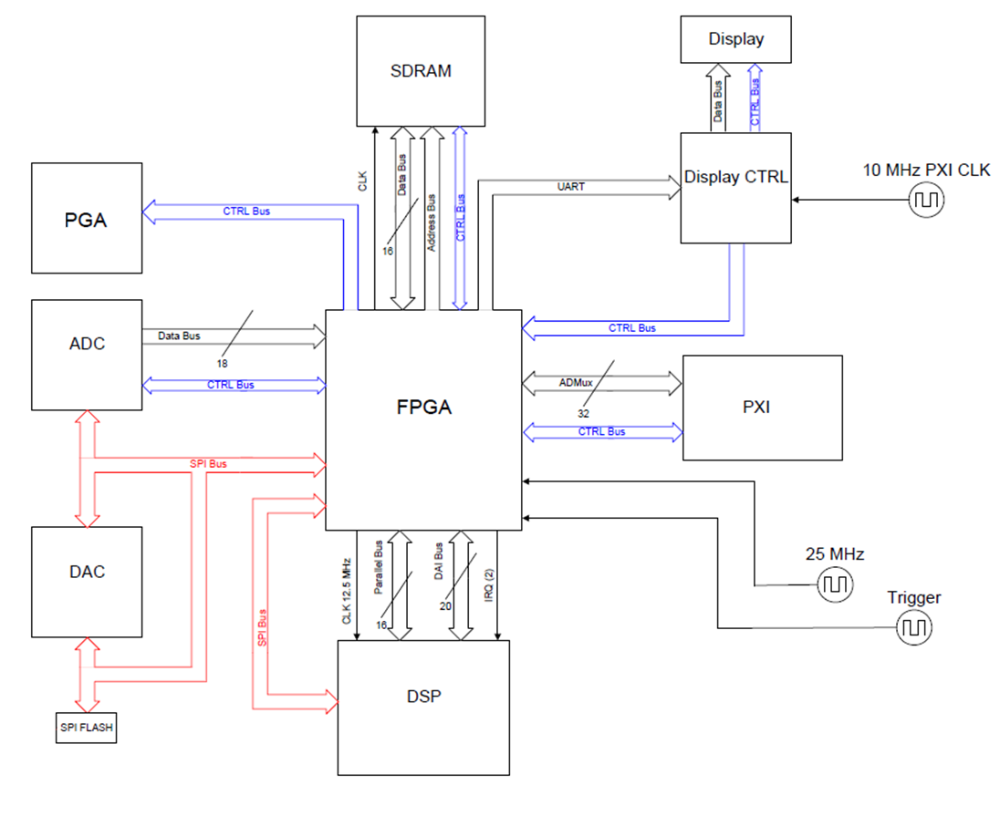 SDRAM
Display
Data Bus
CTRL Bus
Display CTRL
10 MHz PXI CLK
PGA
CTRL Bus
CLK
Data Bus
16
Address Bus
CTRL Bus
UART
CTRL Bus
ADC
Data Bus
18
CTRL Bus
FPGA
ADMux
32
CTRL Bus
PXI
SPI Bus
DAC
25 MHz
Trigger
CLK 12.5 MHz
Parallel Bus
16
DAI Bus
20
IRQ (2)
SPI Bus
DSP
SPI FLASH